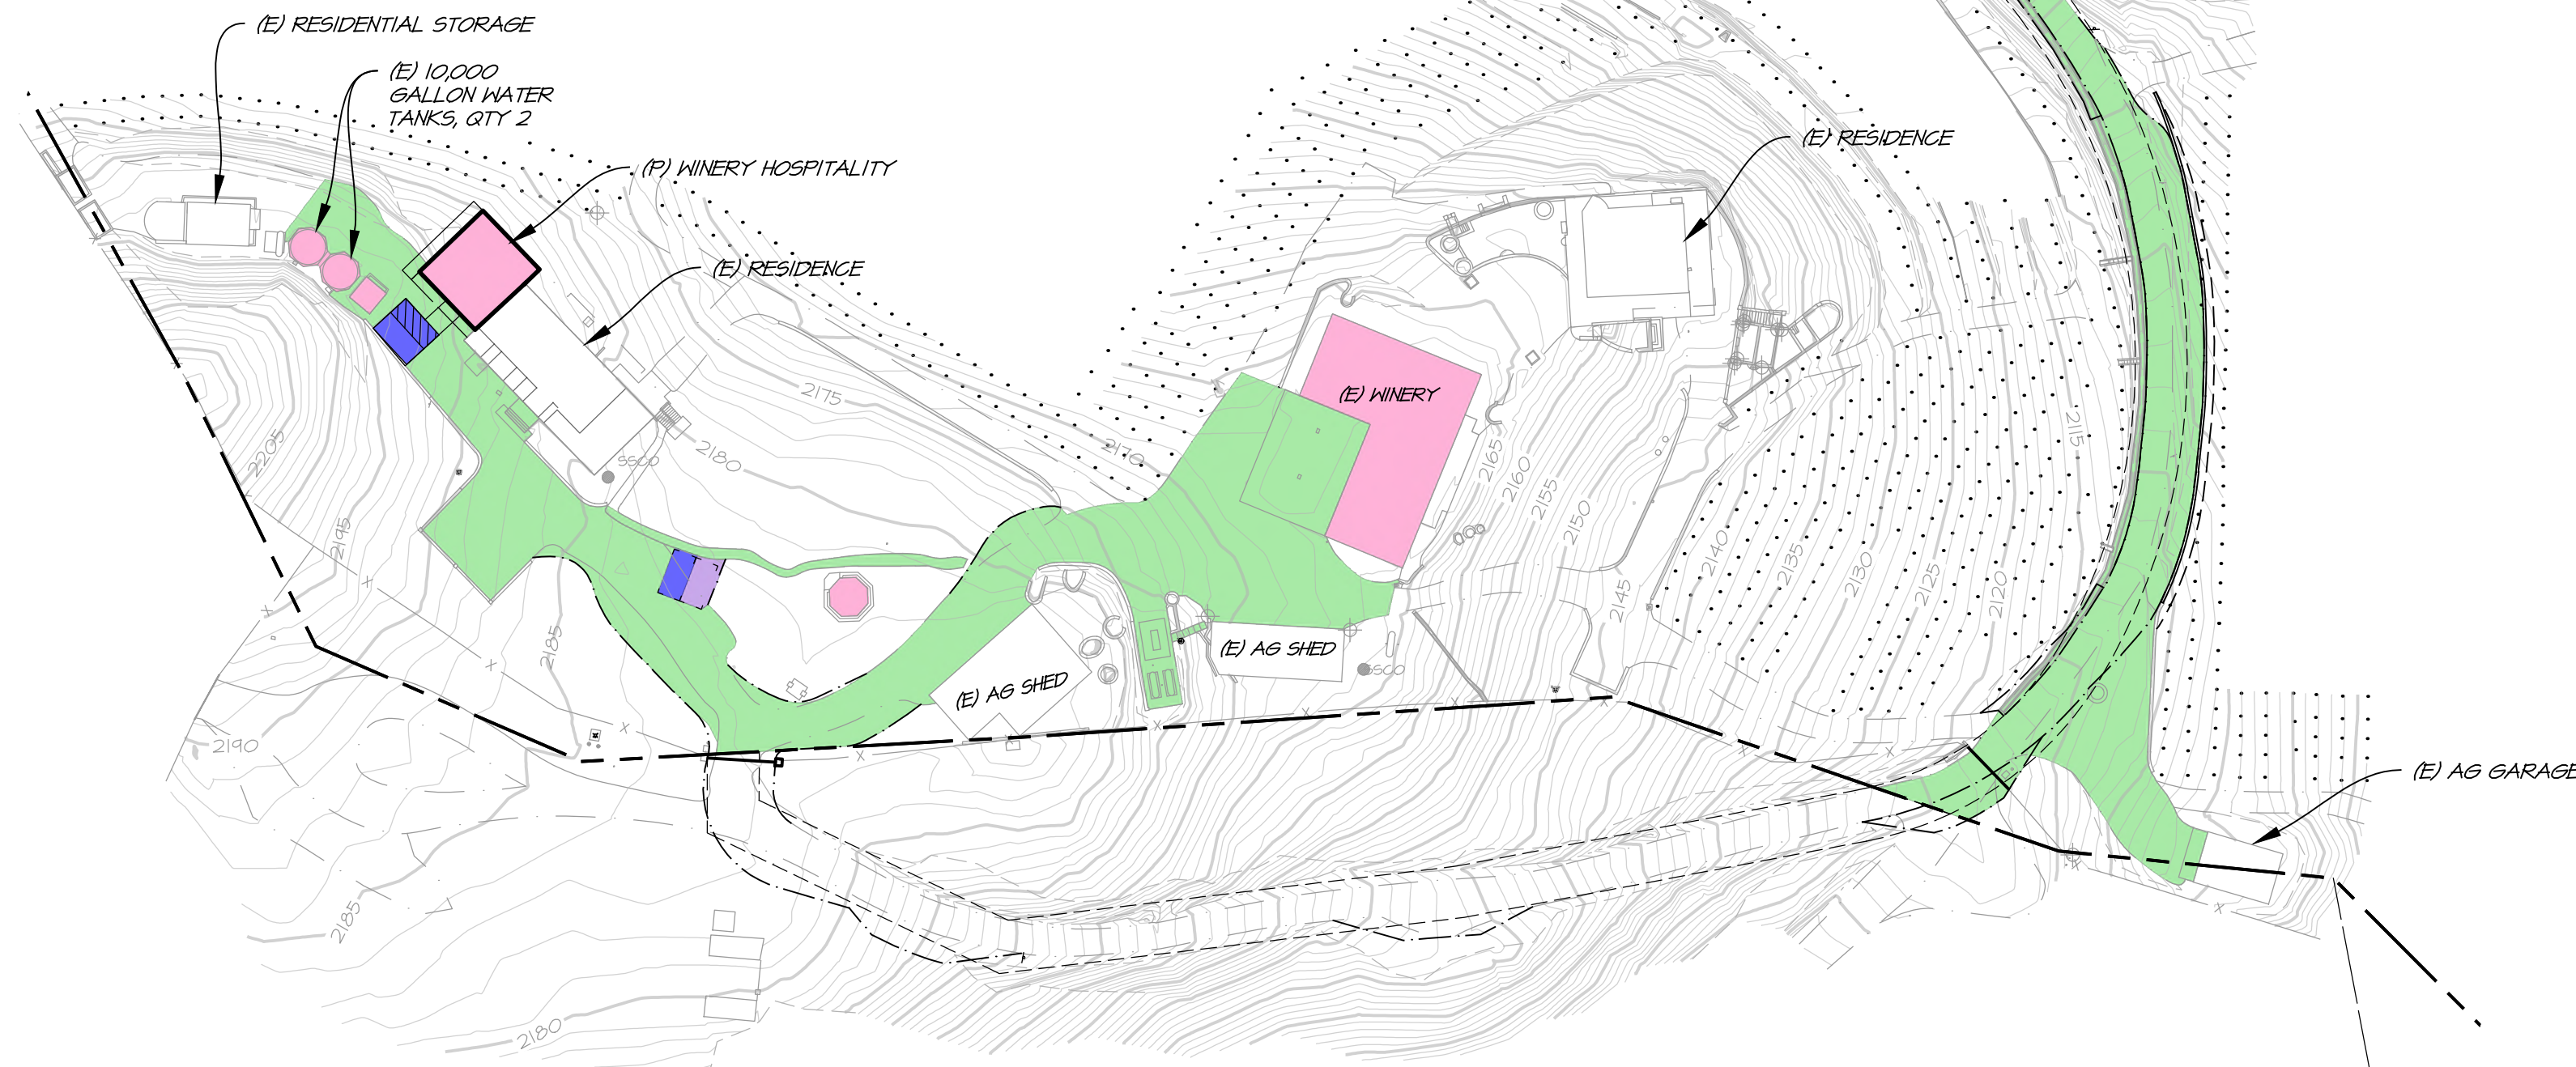 (E) RESIDENTIAL STORAGE
(E) 10,000
GALLON WATER
TANKS, QTY 2
(P) WINERY HOSPITALITY
(E) RESIDENCE
(E) RESIDENCE
(E) WINERY
2175
2170
2180
SSCO
2205
2195
2185
2190
2165
2160
2155
2150
2145
2140
2135
2130
2125
2120
2115
(E) AG SHED
(E) AG SHED
SSCO
(E) AG GARAGE
2185
2180